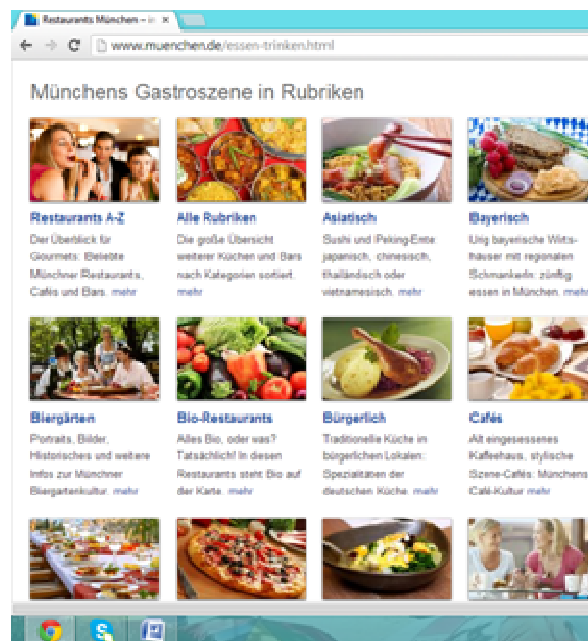 Restaurants München – in
www.muenchen.de/essen-trinken.html
Münchens Gastroszene in Rubriken
Restaurants A-Z
Der Überblick für
Gourmets: Beliebte
Münchner Restaurants,
Cafés und Bars. mehr
Alle Rubriken
Die große Übersicht
weiterer Küchen und Bars
nach Kategorien sortiert.
mehr
Asiatisch
Sushi und Peking-Ente:
japanisch, chinesisch,
thailändisch oder
vietnamesisch. mehr
Bayerisch
Urig bayerische Wirts-
häuser mit regionalen
Schmankerln: zünftig
essen in München. mehr
Biergärten
Portraits, Bilder,
Historischers und weitere
Infos zur Münchner
Biergartenkultur. mehr
Bio-Restaurants
Alles Bio, oder was?
Tatsächlich! In diesen
Restaurants steht Bio auf
der Karte. mehr
Bürgerlich
Traditionelle Küche im
bürgerlichen Lokalen:
Spezialitäten der
deutschen Küche. mehr
Cafés
Alt eingesessenes
Kaffeehaus, stylische
Szene-Cafés: Münchens
Café-Kultur mehr